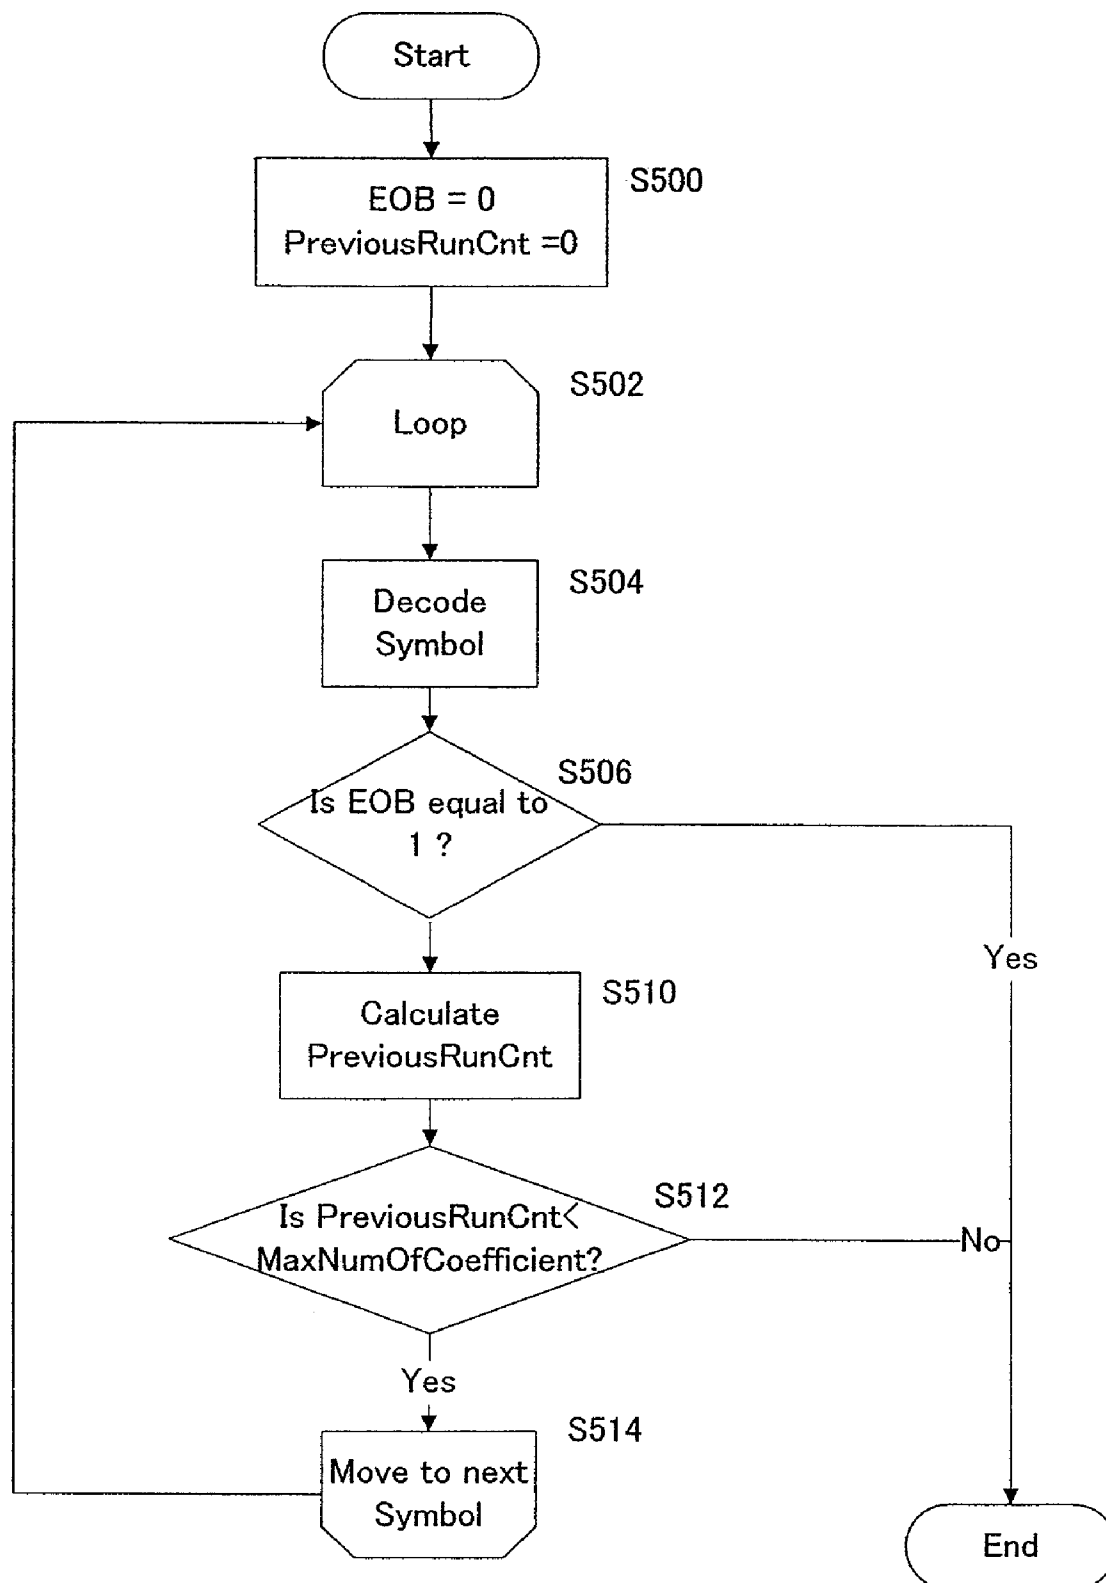 Start
S500
EOB = 0
PreviousRunCnt =0
S502
Loop
S504
Decode
Symbol
S506
Is EOB equal to
1 ?
Yes
S510
Calculate
PreviousRunCnt
S512
Is PreviousRunCnt<
MaxNumOfCoefficient?
No
Yes
S514
Move to next
Symbol
End